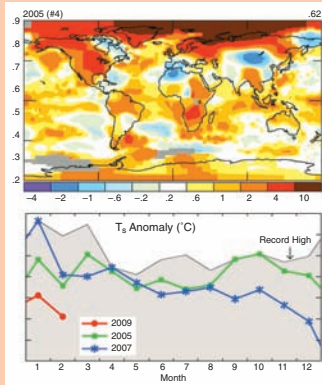 .9 2005 (#4) .62
.8
.7
.6
.5
.4
.3
.2
-4 -2 -1 -.6 -.2 .2 .6 1 2 4 10
Ts Anomaly (°C)
Record High
2009
2005
2007
1 2 3 4 5 6 7 8 9 10 11 12
Month